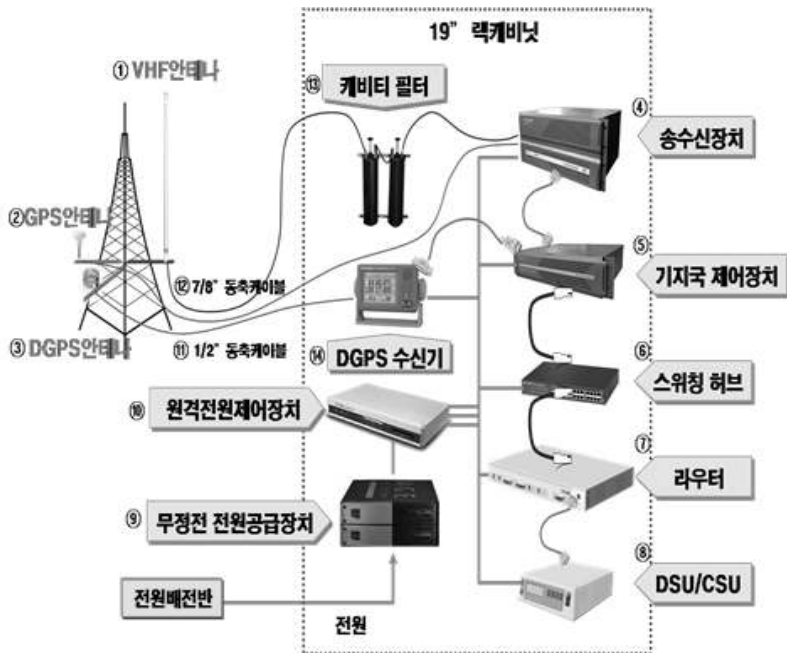 19” 랙캐비닛
① VHF안테나
⑬ 캐비티 필터
④ 송수신장치
②GPS안테나
⑤ 기지국 제어장치
⑫ 7/8” 동축케이블
③ DGPS안테나
⑪ 1/2” 동축케이블
⑭ DGPS 수신기
⑥ 스위칭 허브
⑩ 원격전원제어장치
⑦ 라우터
⑨ 무정전 전원공급장치
⑧ DSU/CSU
전원배전반
전원